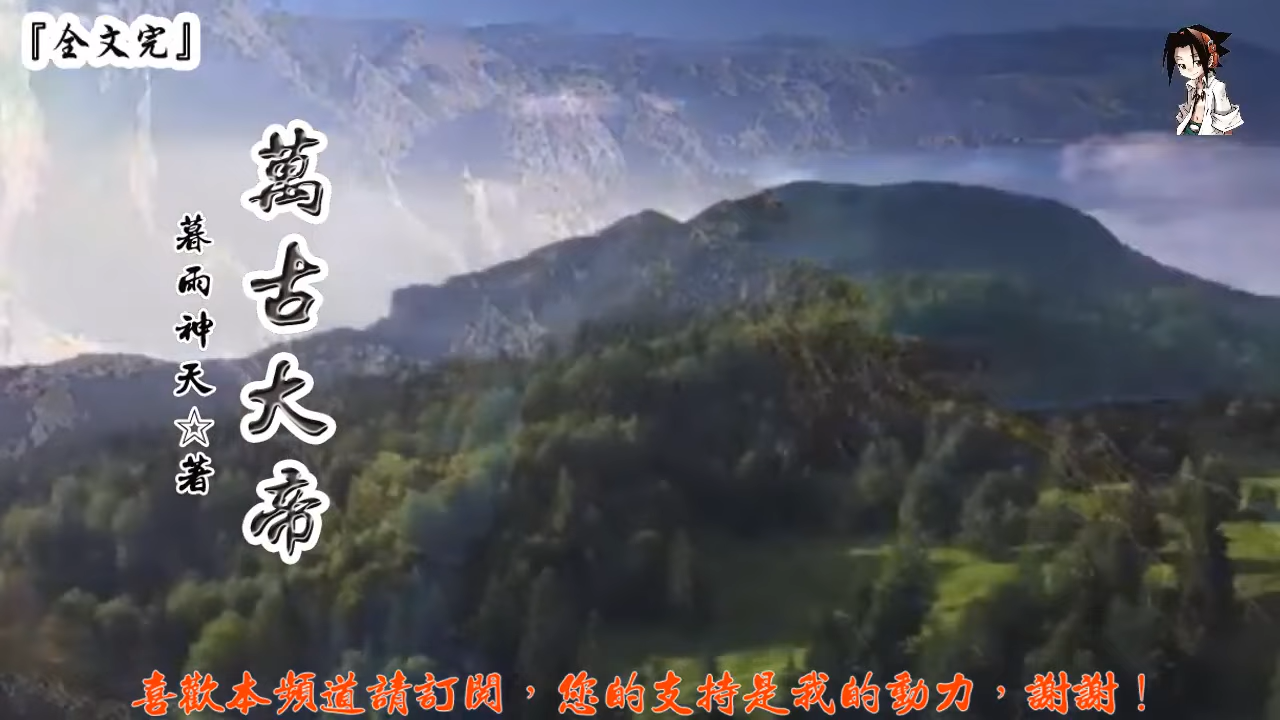 『全文完』
萬古大帝
暮雨神天☆著
喜歡本頻道請訂閱，您的支持是我的動力，謝謝！